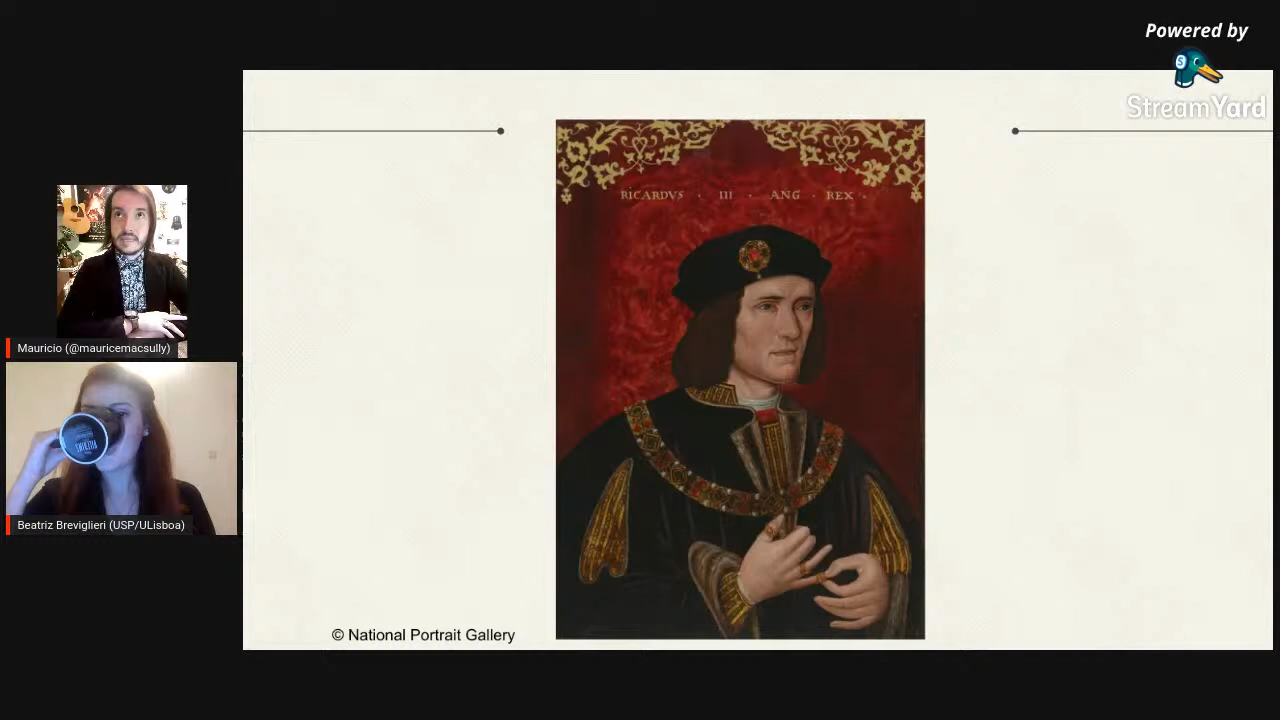 Powered by
StreamYard
RICARDVS · III · ANG · REX ·
Mauricio (@mauricemacsully)
Beatriz Breviglieri (USP/ULisboa)
© National Portrait Gallery